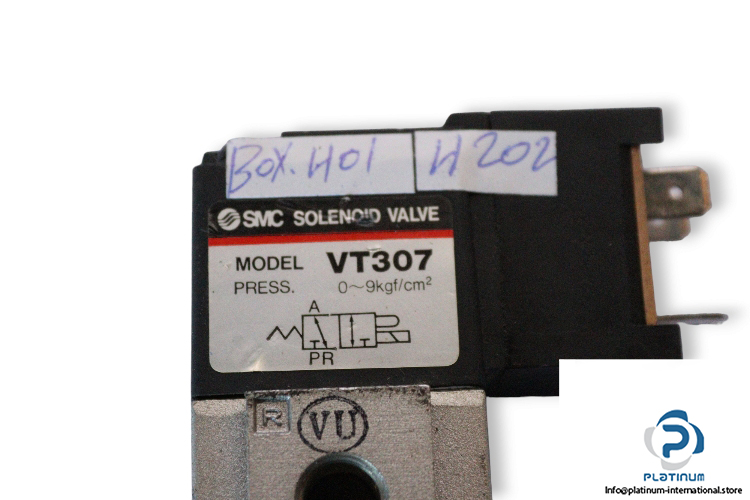 BOX.H01 H202
SMC SOLENOID VALVE
MODEL VT307
PRESS. 0~9kgf/cm²
A
PR
R VU
PLATINUM
Info@platinum-international.store